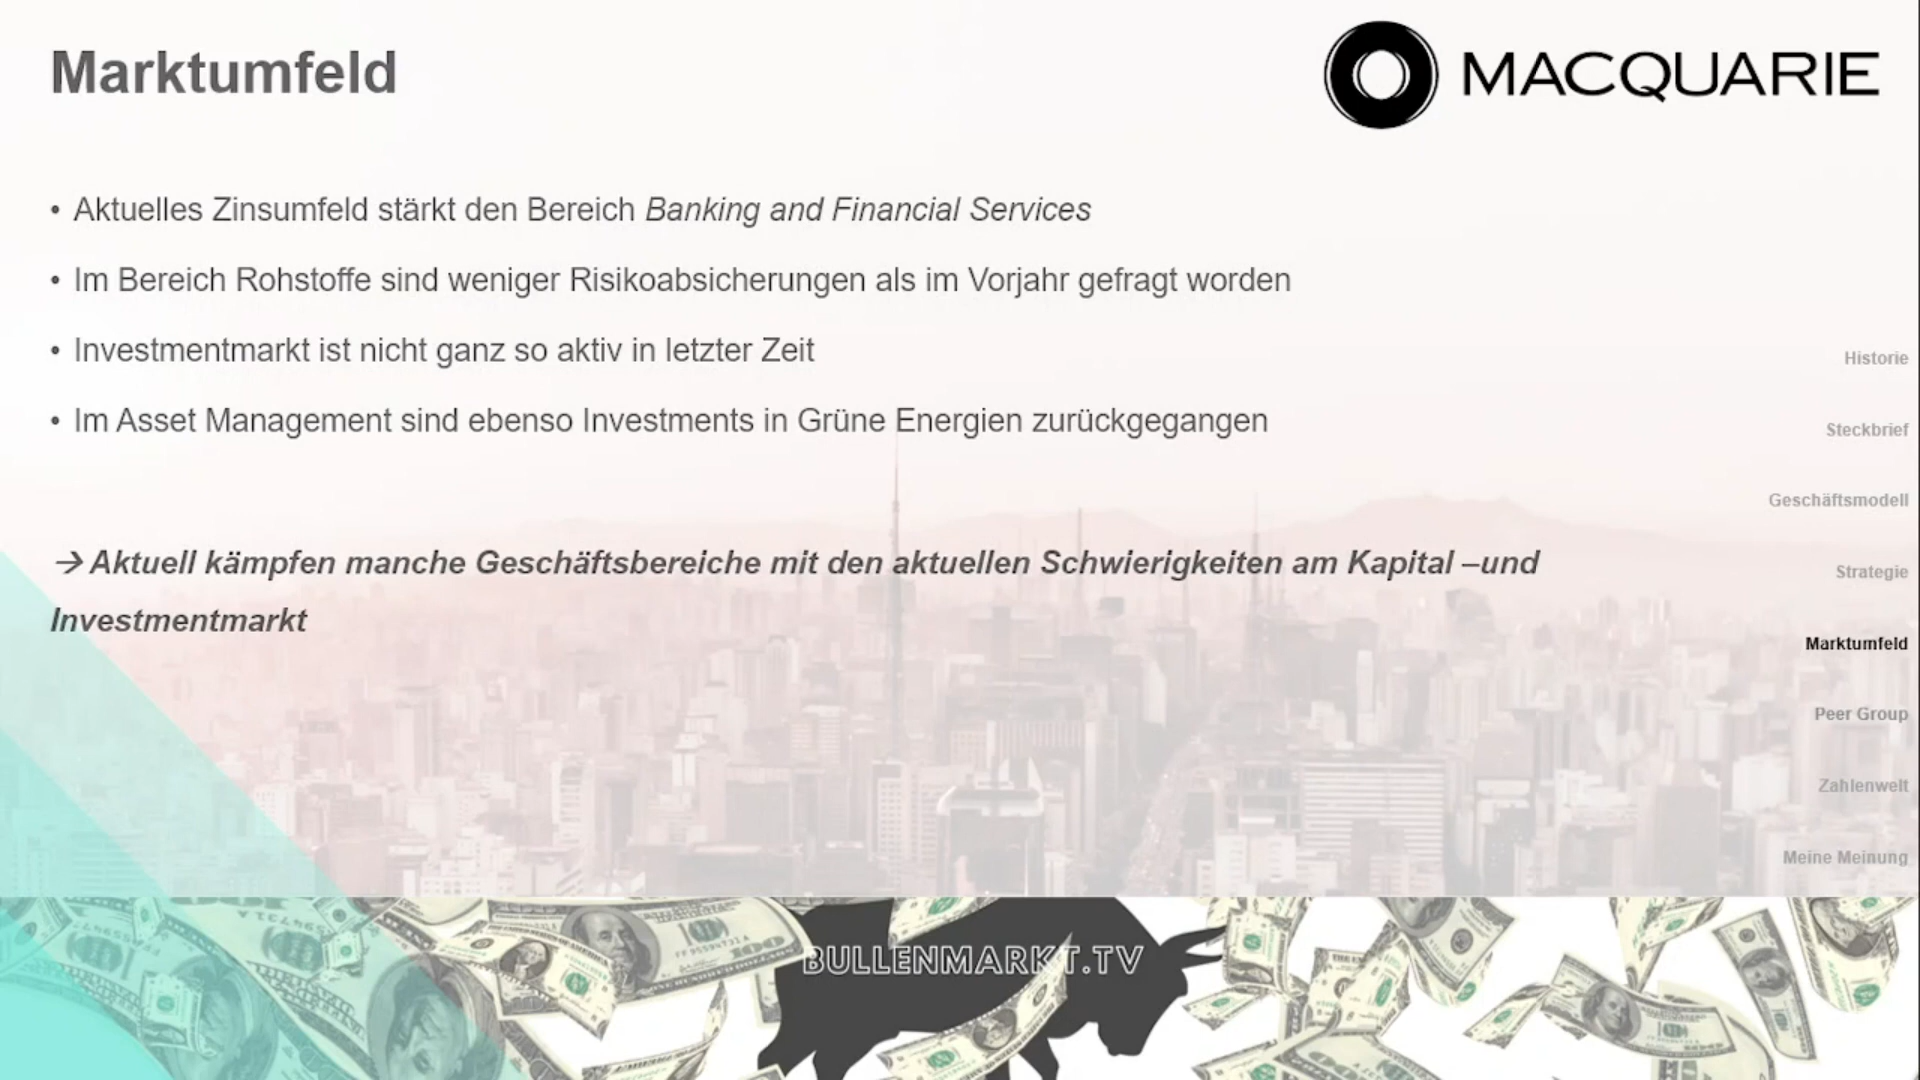 Marktumfeld
MACQUARIE
• Aktuelles Zinsumfeld stärkt den Bereich Banking and Financial Services
• Im Bereich Rohstoffe sind weniger Risikoabsicherungen als im Vorjahr gefragt worden
• Investmentmarkt ist nicht ganz so aktiv in letzter Zeit
• Im Asset Management sind ebenso Investments in Grüne Energien zurückgegangen
→ Aktuell kämpfen manche Geschäftsbereiche mit den aktuellen Schwierigkeiten am Kapital –und
Investmentmarkt
Historie
Steckbrief
Geschäftsmodell
Strategie
Marktumfeld
Peer Group
Zahlenwelt
Meine Meinung
BULLENMARKT.TV